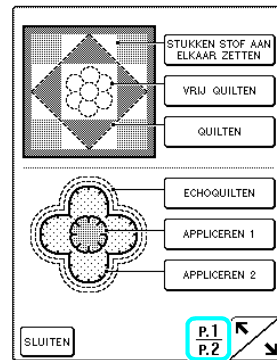 STUKKEN STOF AAN
ELKAAR ZETTEN
VRIJ QUILTEN
QUILTEN
ECHOQUILTEN
APPLICEREN 1
APPLICEREN 2
SLUITEN
P.1
P.2